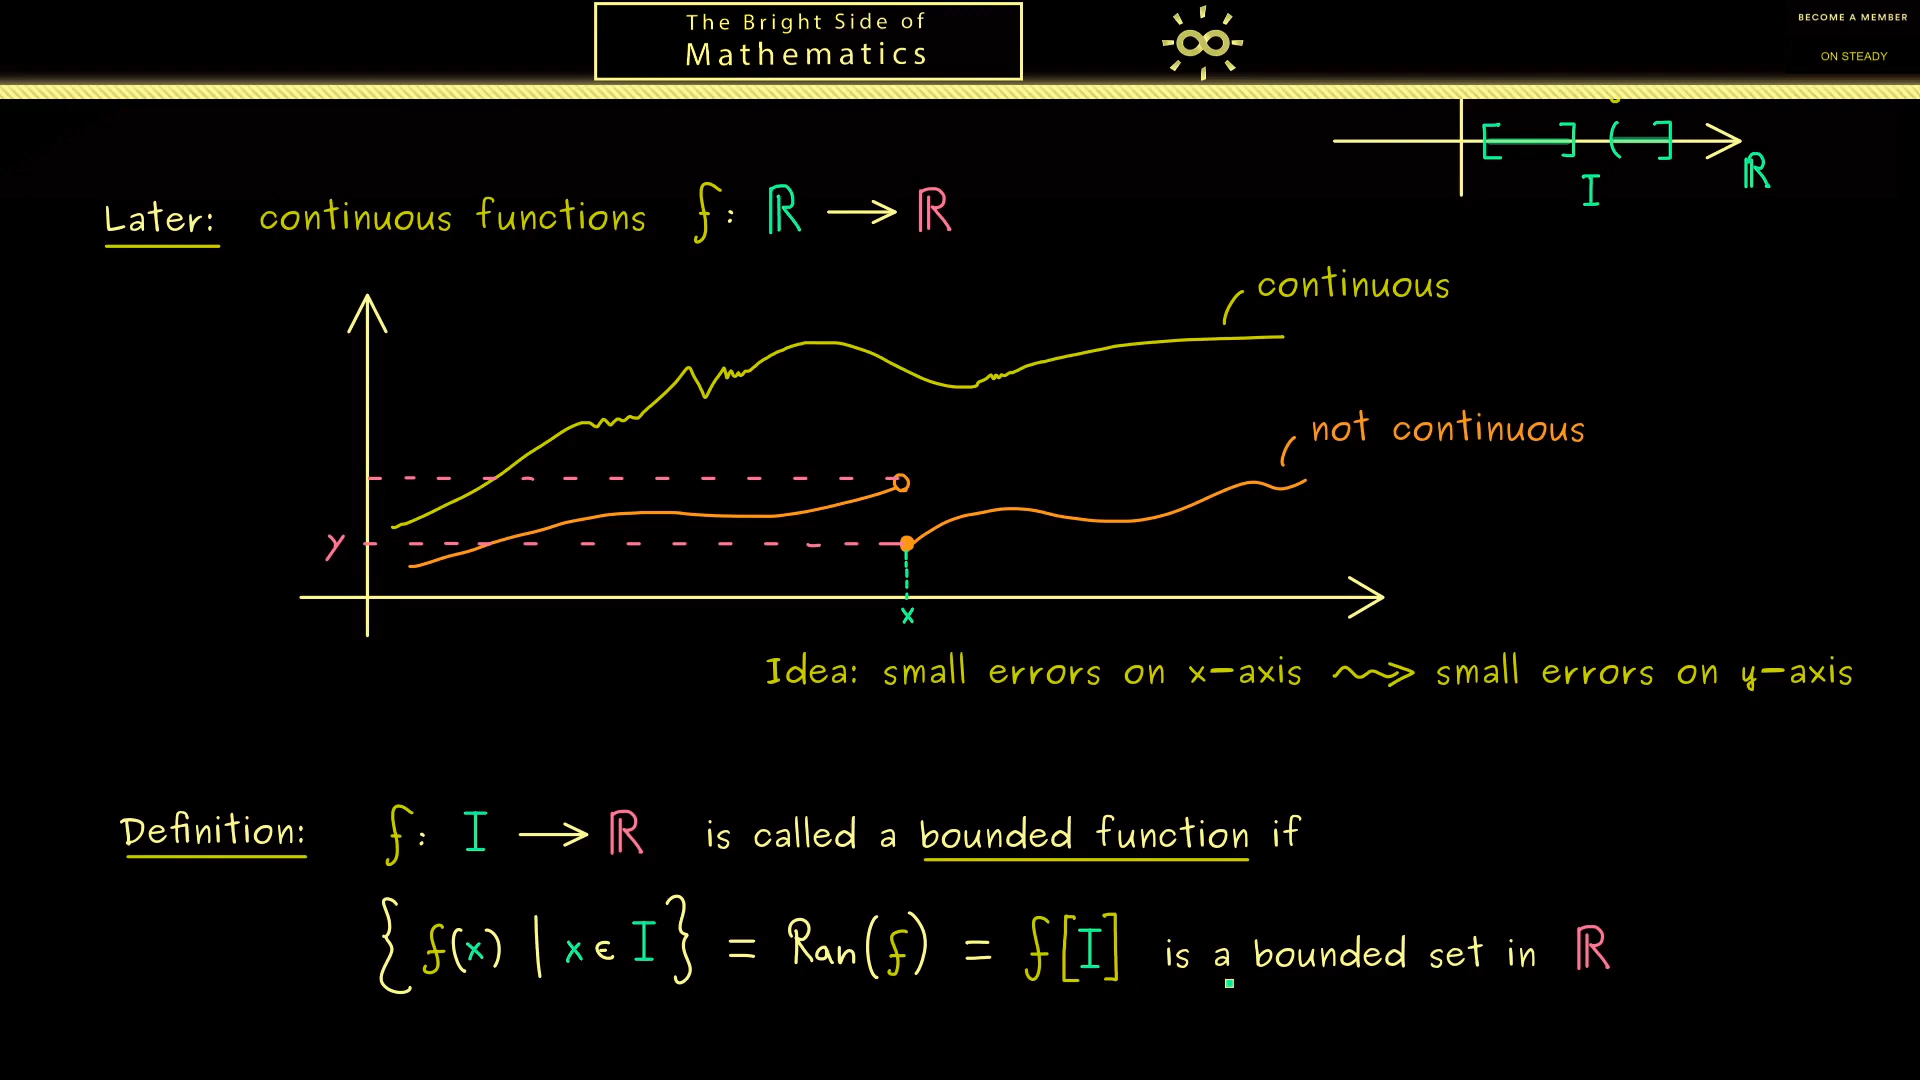 The Bright Side of
Mathematics
BECOME A MEMBER
ON STEADY
ℝ
I
Later: continuous functions f: ℝ ⟶ ℝ
continuous
not continuous
y
x
Idea: small errors on x-axis ⇝ small errors on y-axis
Definition: f: I ⟶ ℝ is called a bounded function if
{ f(x) | x ∈ I } = Ran(f) = f[I] is a bounded set in ℝ